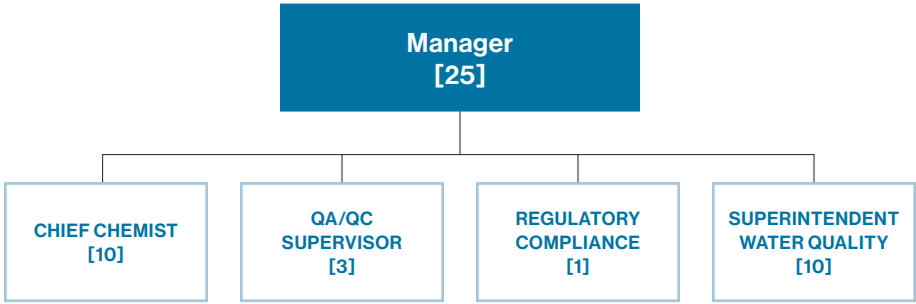 Manager
[25]
CHIEF CHEMIST
[10]
QA/QC
SUPERVISOR
[3]
REGULATORY
COMPLIANCE
[1]
SUPERINTENDENT
WATER QUALITY
[10]